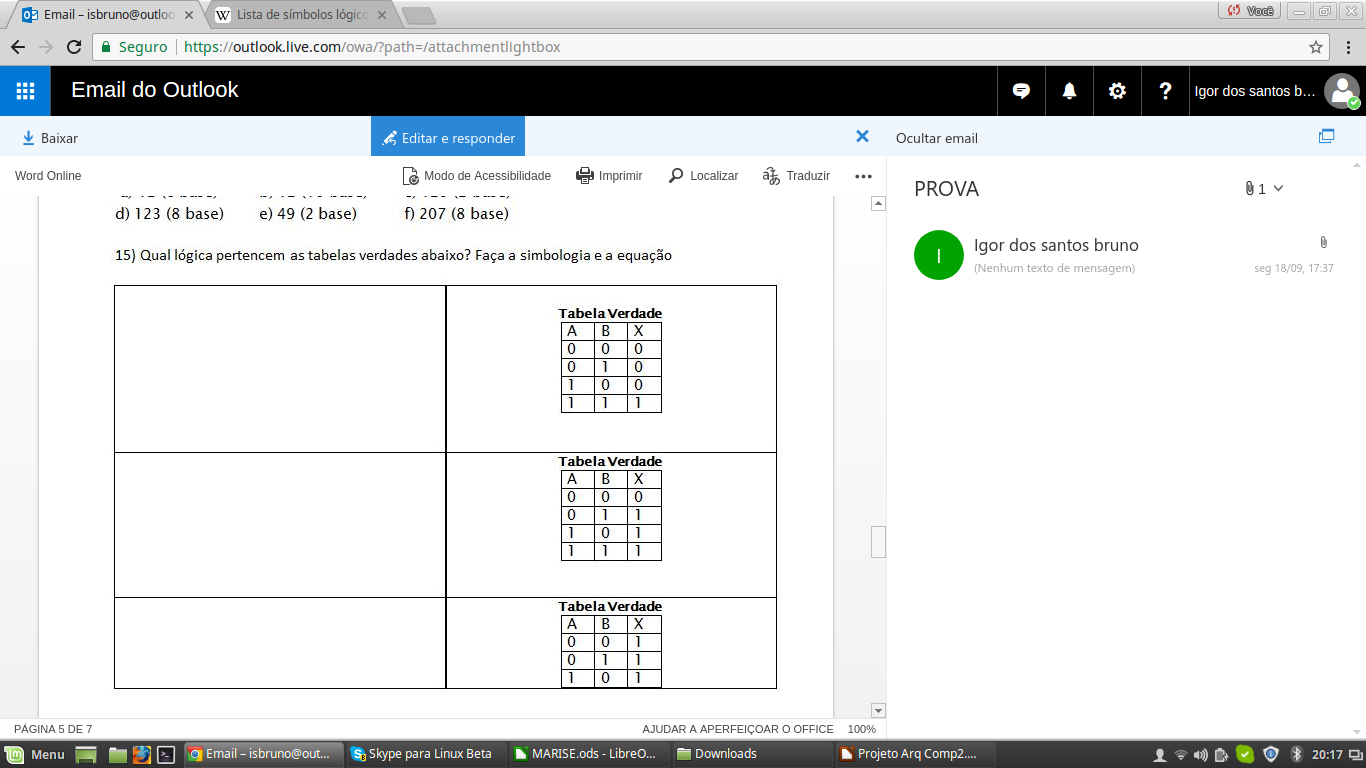 Email – isbruno@outloo
Lista de símbolos lógic
Você
Seguro
https://outlook.live.com/owa/?path=/attachmentlightbox
Email do Outlook
Igor dos santos b...
Baixar
Editar e responder
Ocultar email
Word Online
Modo de Acessibilidade
Imprimir
Localizar
Traduzir
PROVA
1
d) 123 (8 base) e) 49 (2 base) f) 207 (8 base)
I
Igor dos santos bruno
(Nenhum texto de mensagem)
seg 18/09, 17:37
15) Qual lógica pertencem as tabelas verdades abaixo? Faça a simbologia e a equação
Tabela Verdade
A B X
0 0 0
0 1 0
1 0 0
1 1 1
Tabela Verdade
A B X
0 0 0
0 1 1
1 0 1
1 1 1
Tabela Verdade
A B X
0 0 1
0 1 1
1 0 1
PÁGINA 5 DE 7
AJUDAR A APERFEIÇOAR O OFFICE
100%
Menu
Email – isbruno@out...
Skype para Linux Beta
MARISE.ods - LibreO...
Downloads
Projeto Arq Comp2....
20:17